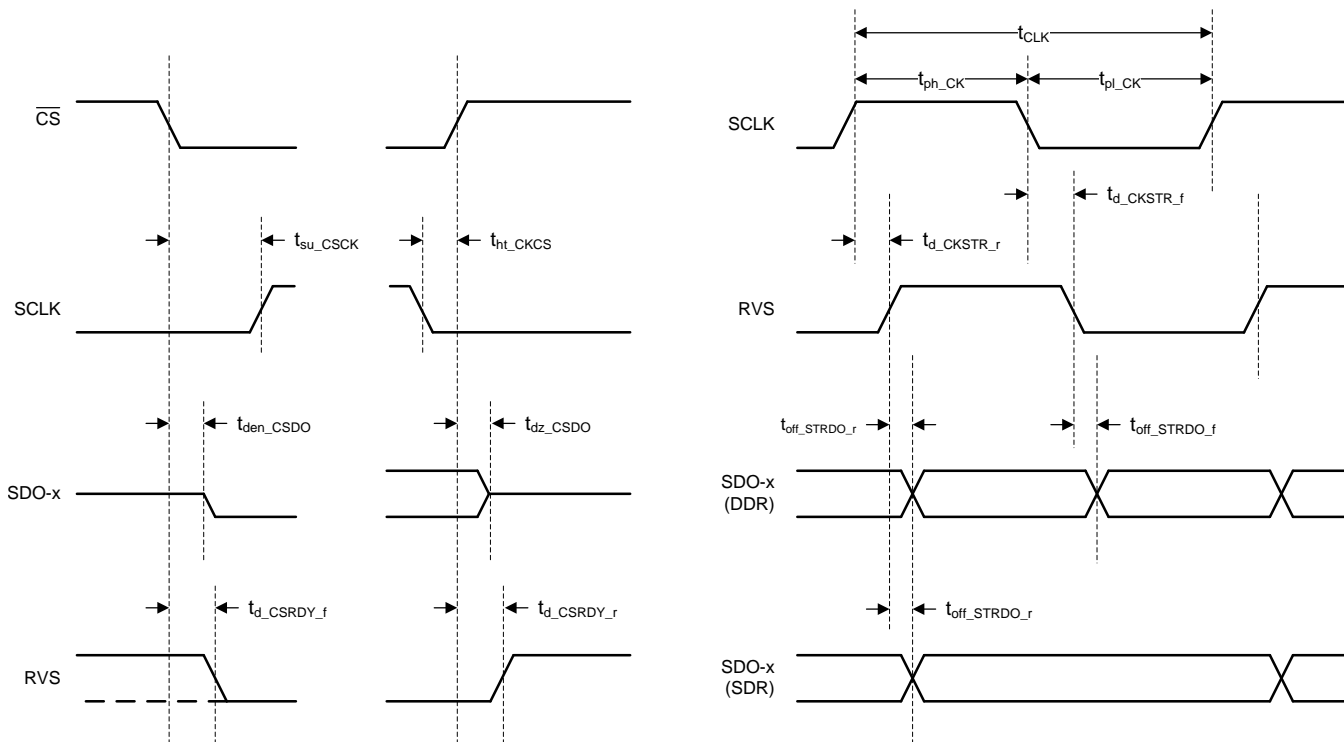 CS
t_su_CSCK
t_ht_CKCS
SCLK
t_den_CSDO
t_dz_CSDO
SDO-x
t_d_CSRDY_f
t_d_CSRDY_r
RVS
t_CLK
t_ph_CK
t_pl_CK
SCLK
t_d_CKSTR_f
t_d_CKSTR_r
RVS
t_off_STRDO_r
t_off_STRDO_f
SDO-x
(DDR)
t_off_STRDO_r
SDO-x
(SDR)